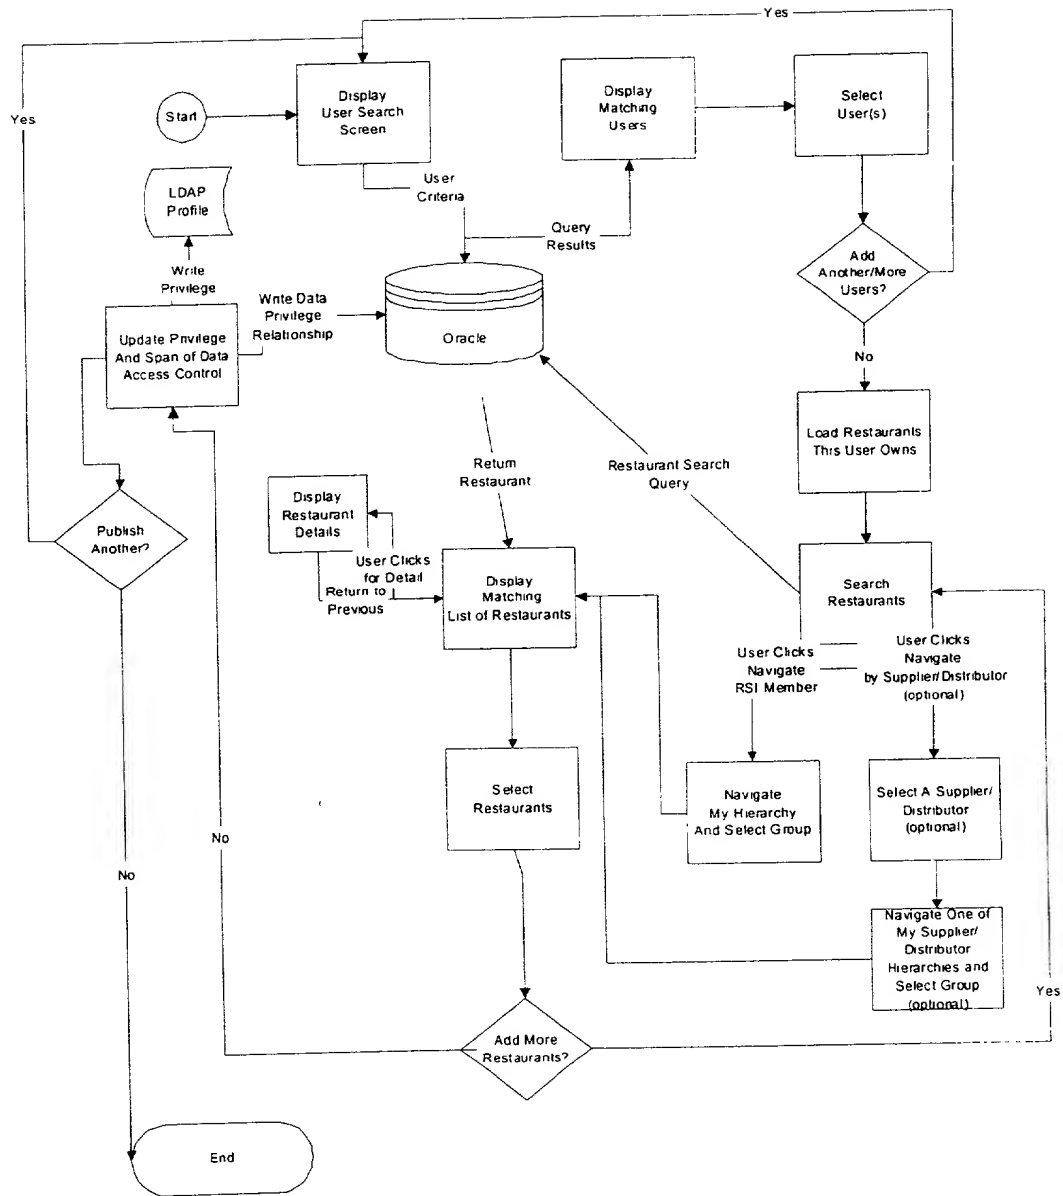 Yes
Yes
Start
Display
User Search
Screen
Display
Matching
Users
Select
User(s)
LDAP
Profile
User
Criteria
Query
Results
Add
Another/More
Users?
Write
Privilege
Write Data
Privilege
Relationship
Oracle
Update Privilege
And Span of Data
Access Control
No
Load Restaurants
This User Owns
Return
Restaurant
Restaurant Search
Query
Display
Restaurant
Details
Publish
Another?
User Clicks
for Detail
Return to
Previous
Display
Matching
List of Restaurants
Search
Restaurants
User Clicks
Navigate
RSI Member
User Clicks
Navigate
by Supplier/Distributor
(optional)
Select
Restaurants
Navigate
My Hierarchy
And Select Group
Select A Supplier/
Distributor
(optional)
No
No
Navigate One of
My Supplier/
Distributor
Hierarchies and
Select Group
(optional)
Yes
Add More
Restaurants?
End